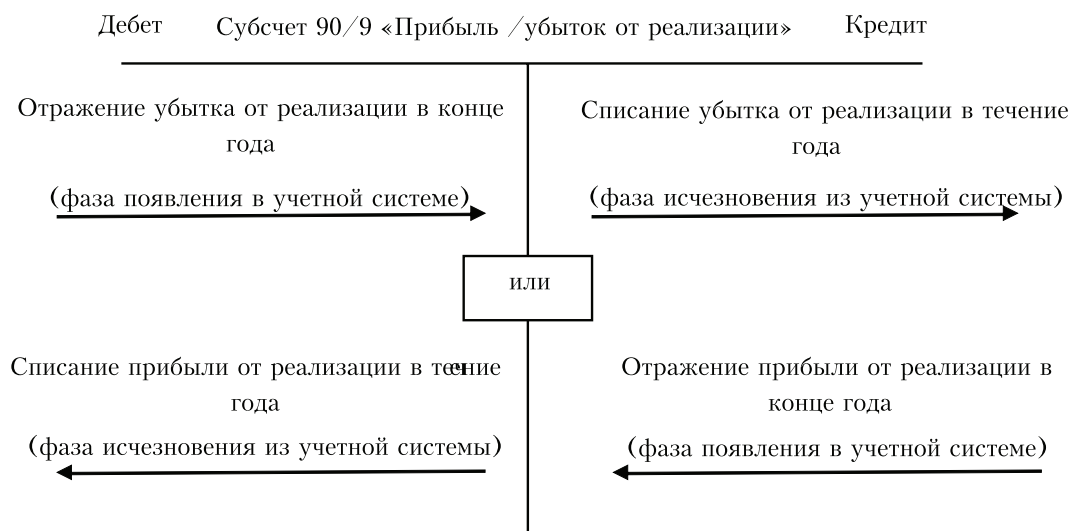 Дебет Субсчет 90/9 «Прибыль /убыток от реализации» Кредит
Отражение убытка от реализации в конце
года
(фаза появления в учетной системе)
Списание убытка от реализации в течение
года
(фаза исчезновения из учетной системы)
или
Списание прибыли от реализации в течение
года
(фаза исчезновения из учетной системы)
Отражение прибыли от реализации в
конце года
(фаза появления в учетной системе)